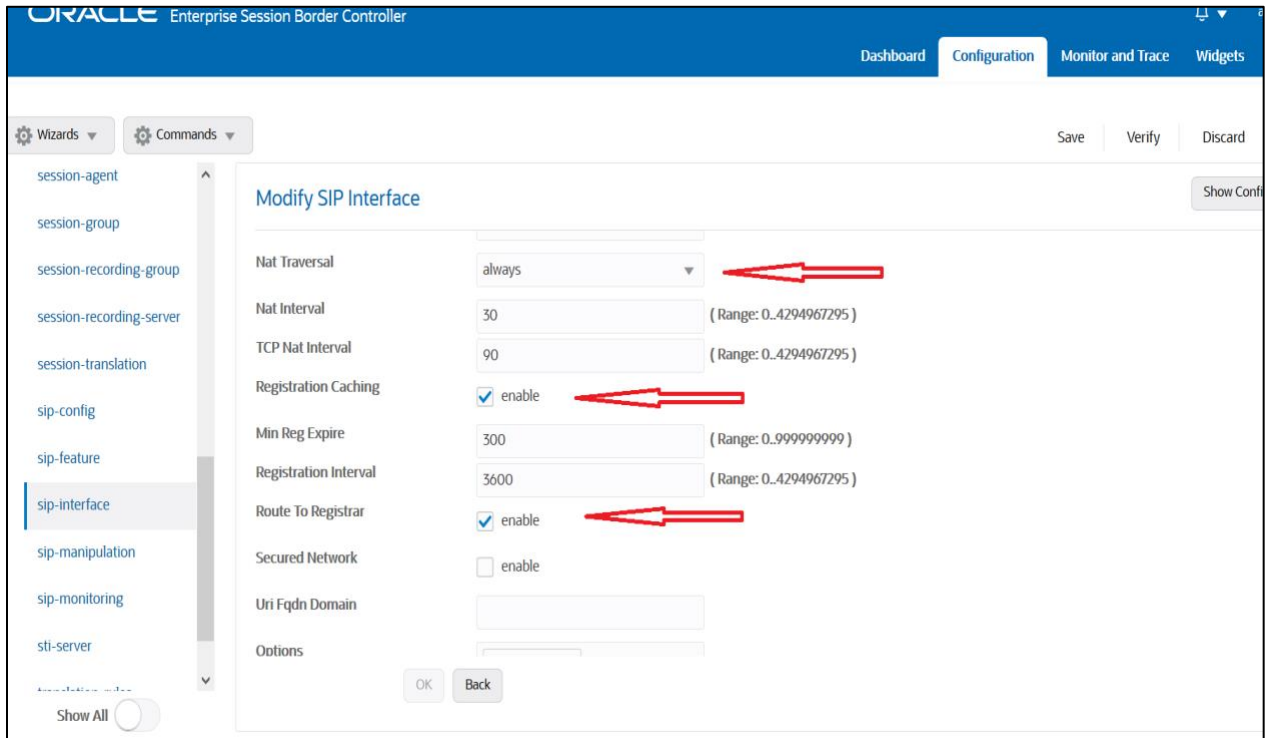 ORACLE Enterprise Session Border Controller
Dashboard Configuration Monitor and Trace Widgets
Wizards Commands Save Verify Discard
session-agent
session-group
session-recording-group
session-recording-server
session-translation
sip-config
sip-feature
sip-interface
sip-manipulation
sip-monitoring
sti-server
Show All
Modify SIP Interface
Show Confi
Nat Traversal always
Nat Interval 30 ( Range: 0..4294967295 )
TCP Nat Interval 90 ( Range: 0..4294967295 )
Registration Caching enable
Min Reg Expire 300 ( Range: 0..999999999 )
Registration Interval 3600 ( Range: 0..4294967295 )
Route To Registrar enable
Secured Network enable
Uri Fqdn Domain
Options
OK Back